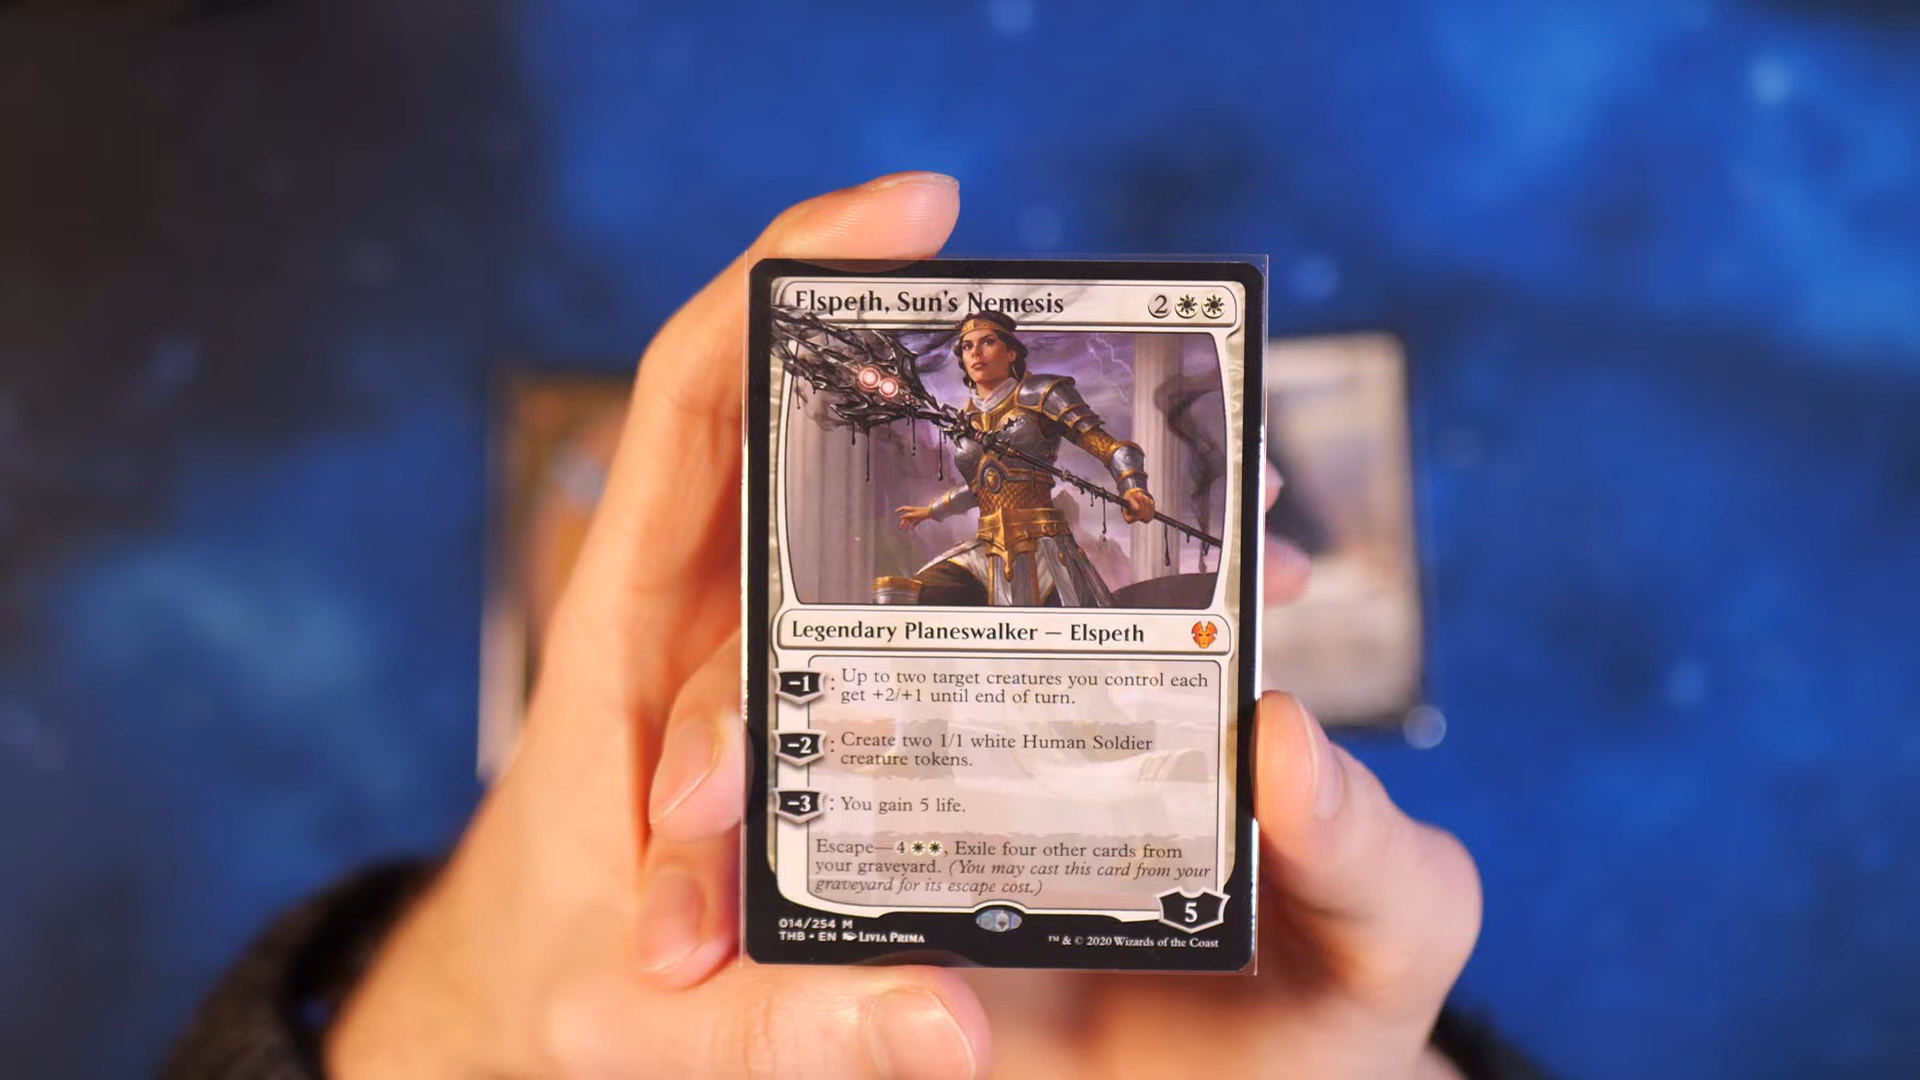 Elspeth, Sun's Nemesis 2
Legendary Planeswalker — Elspeth
-1 : Up to two target creatures you control each
get +2/+1 until end of turn.
-2 : Create two 1/1 white Human Soldier
creature tokens.
-3 : You gain 5 life.
Escape—4, Exile four other cards from
your graveyard. (You may cast this card from your
graveyard for its escape cost.)
5
014/254 M
THB • EN LIVIA PRIMA
™ & © 2020 Wizards of the Coast